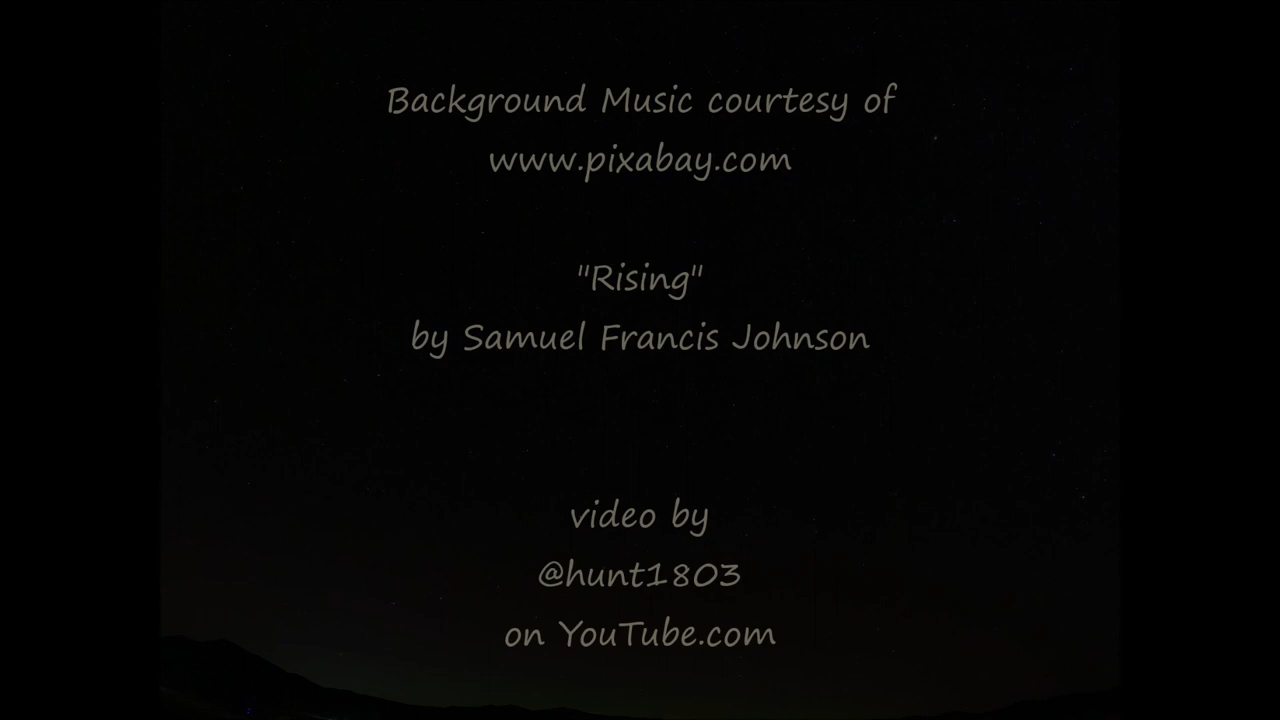 Background Music courtesy of
www.pixabay.com
"Rising"
by Samuel Francis Johnson
video by
@hunt1803
on YouTube.com